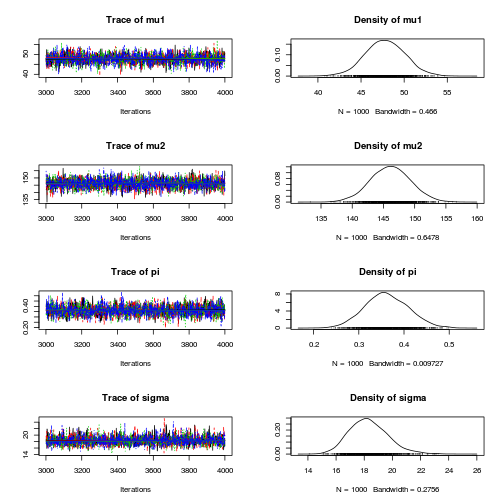 Trace of mu1
50
40
3000 3200 3400 3600 3800 4000
Iterations
Density of mu1
0.10
0.00
40 45 50 55
N = 1000 Bandwidth = 0.466
Trace of mu2
150
135
3000 3200 3400 3600 3800 4000
Iterations
Density of mu2
0.08
0.00
135 140 145 150 155 160
N = 1000 Bandwidth = 0.6478
Trace of pi
0.40
0.20
3000 3200 3400 3600 3800 4000
Iterations
Density of pi
8
4
0
0.2 0.3 0.4 0.5
N = 1000 Bandwidth = 0.009727
Trace of sigma
20
14
3000 3200 3400 3600 3800 4000
Iterations
Density of sigma
0.20
0.00
14 16 18 20 22 24 26
N = 1000 Bandwidth = 0.2756